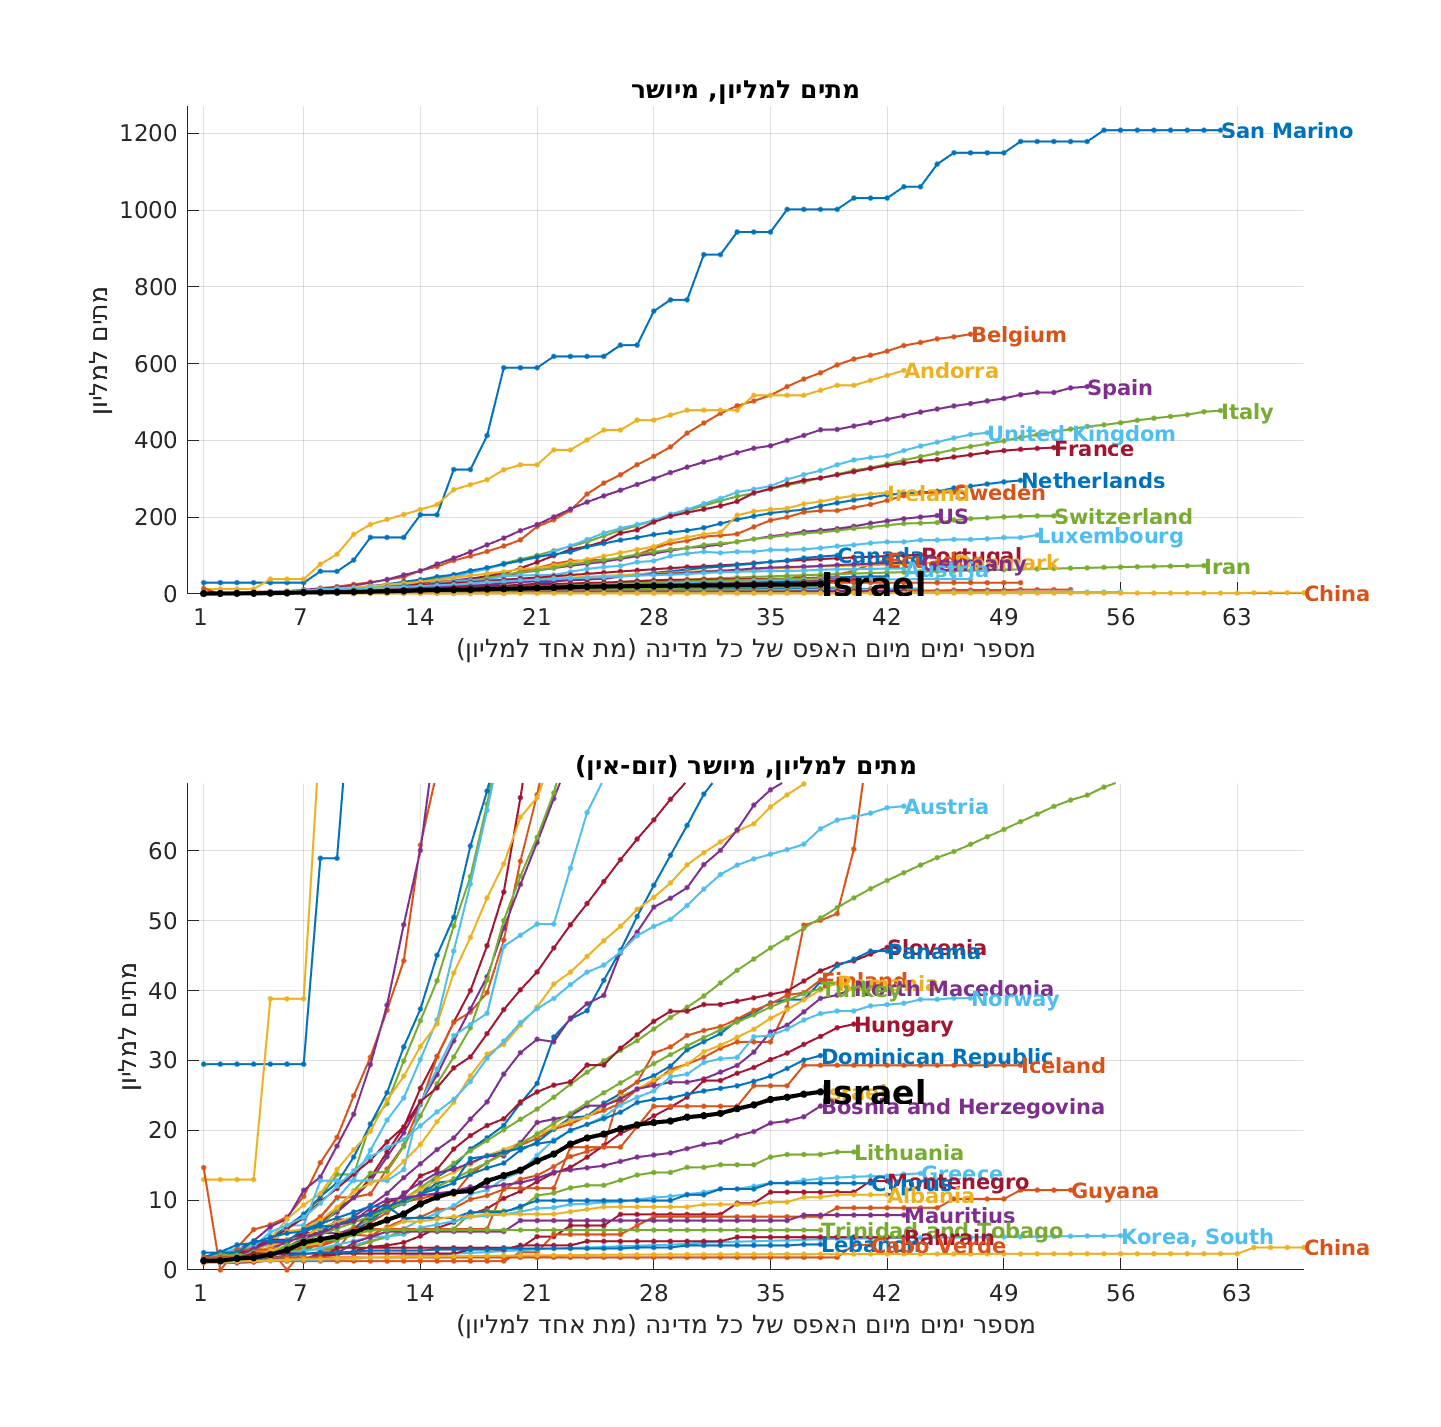 מתים למליון, מיושר
1200
1000
800
600
400
200
0
מתים למליון
San Marino
Belgium
Andorra
Spain
Italy
United Kingdom
France
Netherlands
Sweden
Ireland
US
Switzerland
Luxembourg
Canada
Portugal
Denmark
Germany
Austria
Iran
Israel
China
1 7 14 21 28 35 42 49 56 63
מספר ימים מיום האפס של כל מדינה (מת אחד למליון)
מתים למליון, מיושר (זום-אין)
60
50
40
30
20
10
0
מתים למליון
Austria
Slovenia
Panama
Finland
Turkey
North Macedonia
Norway
Hungary
Dominican Republic
Iceland
Israel
Bosnia and Herzegovina
Lithuania
Greece
Cyprus
Montenegro
Albania
Guyana
Mauritius
Trinidad and Tobago
Bahrain
Korea, South
Lebanon
Cabo Verde
China
1 7 14 21 28 35 42 49 56 63
מספר ימים מיום האפס של כל מדינה (מת אחד למליון)